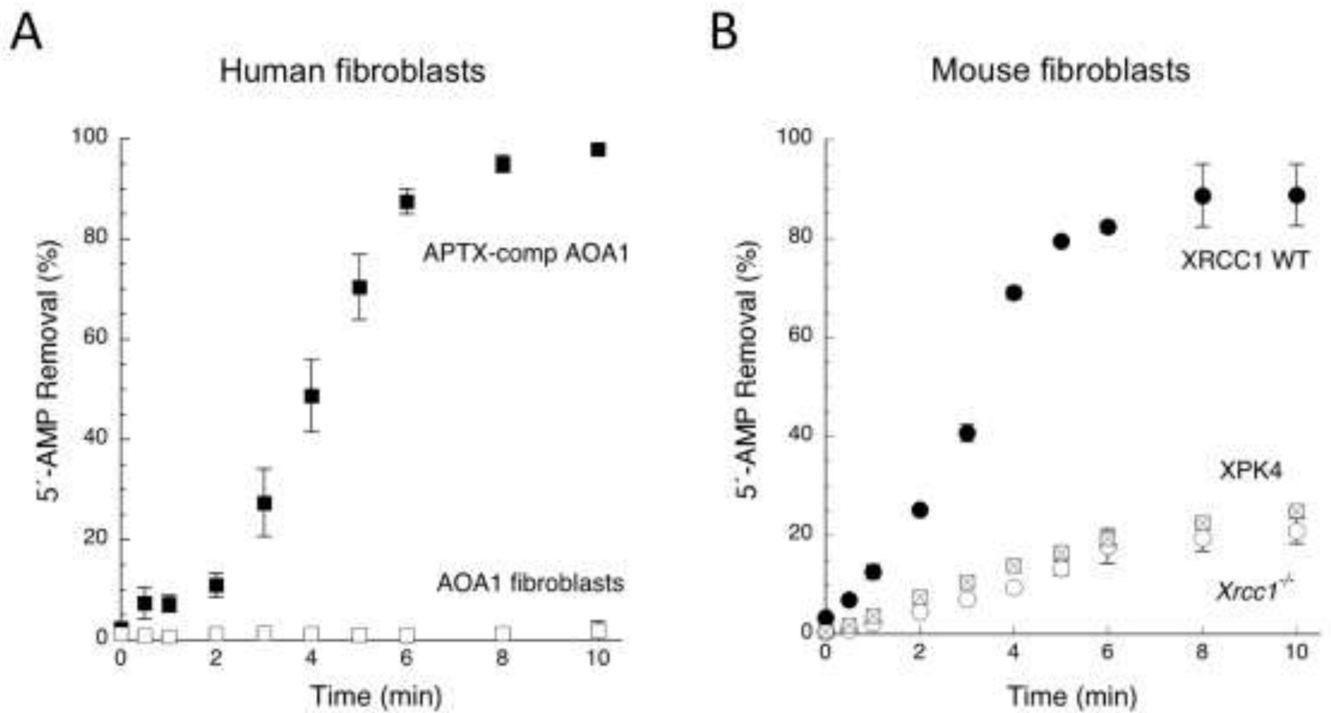 A
Human fibroblasts
5´-AMP Removal (%)
100
80
60
40
20
0
APTX-comp AOA1
AOA1 fibroblasts
0 2 4 6 8 10
Time (min)
B
Mouse fibroblasts
5´-AMP Removal (%)
100
80
60
40
20
0
XRCC1 WT
XPK4
Xrcc1-/-
0 2 4 6 8 10
Time (min)